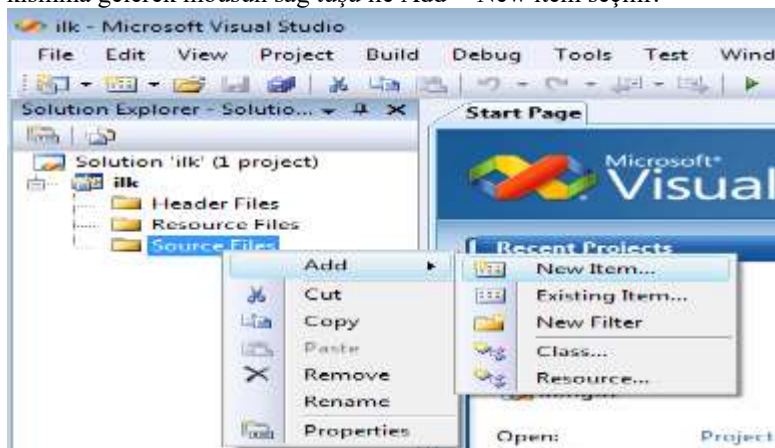 ilk - Microsoft Visual Studio
File Edit View Project Build Debug Tools Test Wind
Solution Explorer - Solutio...
Start Page
Solution 'ilk' (1 project)
ilk
Header Files
Resource Files
Source Files
Microsoft
Visual
Recent Projects
Add
Cut
Copy
Paste
Remove
Rename
Properties
New Item...
Existing Item...
New Filter
Class...
Resource...
Open: Project